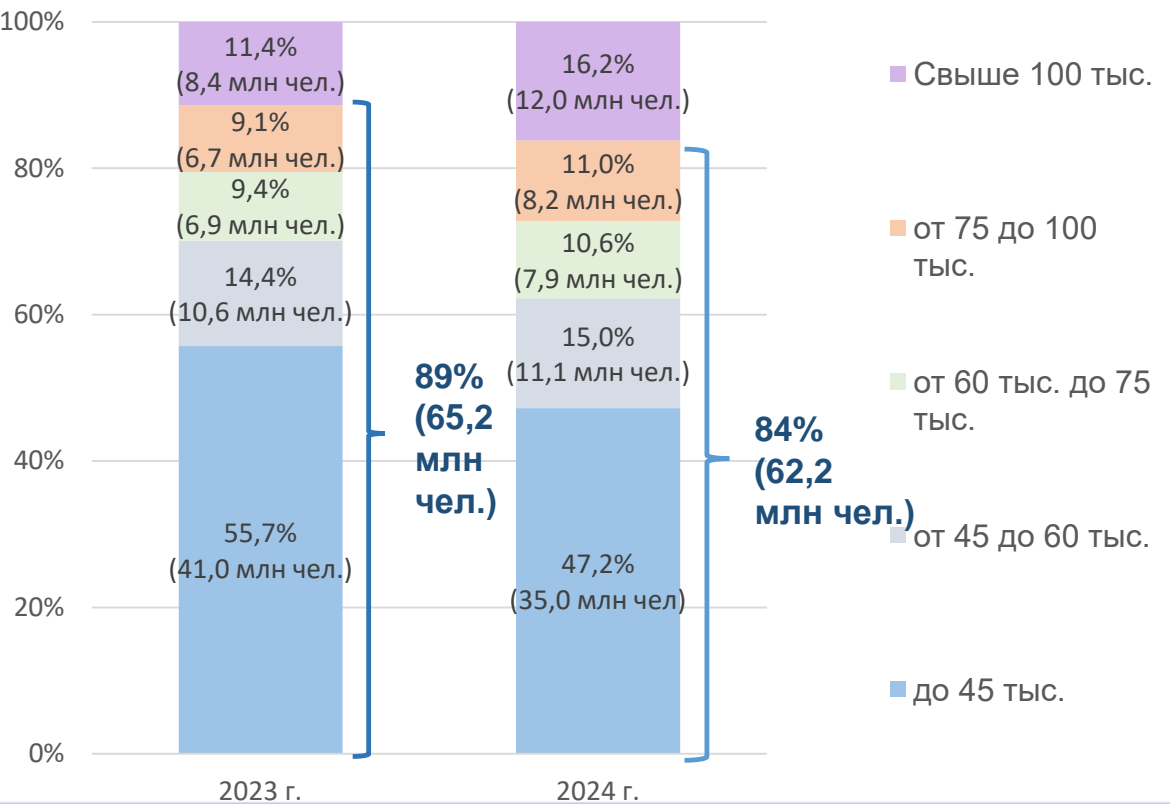 100%
80%
60%
40%
20%
0%
11,4%
(8,4 млн чел.)
9,1%
(6,7 млн чел.)
9,4%
(6,9 млн чел.)
14,4%
(10,6 млн чел.)
55,7%
(41,0 млн чел.)
89%
(65,2
млн
чел.)
16,2%
(12,0 млн чел.)
11,0%
(8,2 млн чел.)
10,6%
(7,9 млн чел.)
15,0%
(11,1 млн чел.)
47,2%
(35,0 млн чел)
84%
(62,2
млн чел.)
2023 г.
2024 г.
Свыше 100 тыс.
от 75 до 100
тыс.
от 60 тыс. до 75
тыс.
от 45 до 60 тыс.
до 45 тыс.